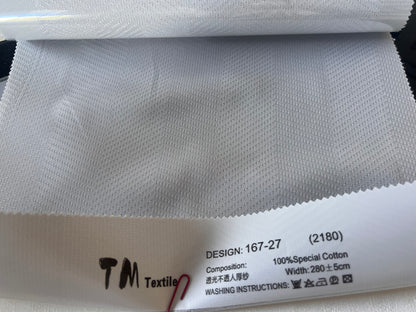 DESIGN: 167-27 (2180)
TM Textile
Composition: 100%Special Cotton
透光不透人厚纱 Width: 280±5cm
WASHING INSTRUCTIONS: